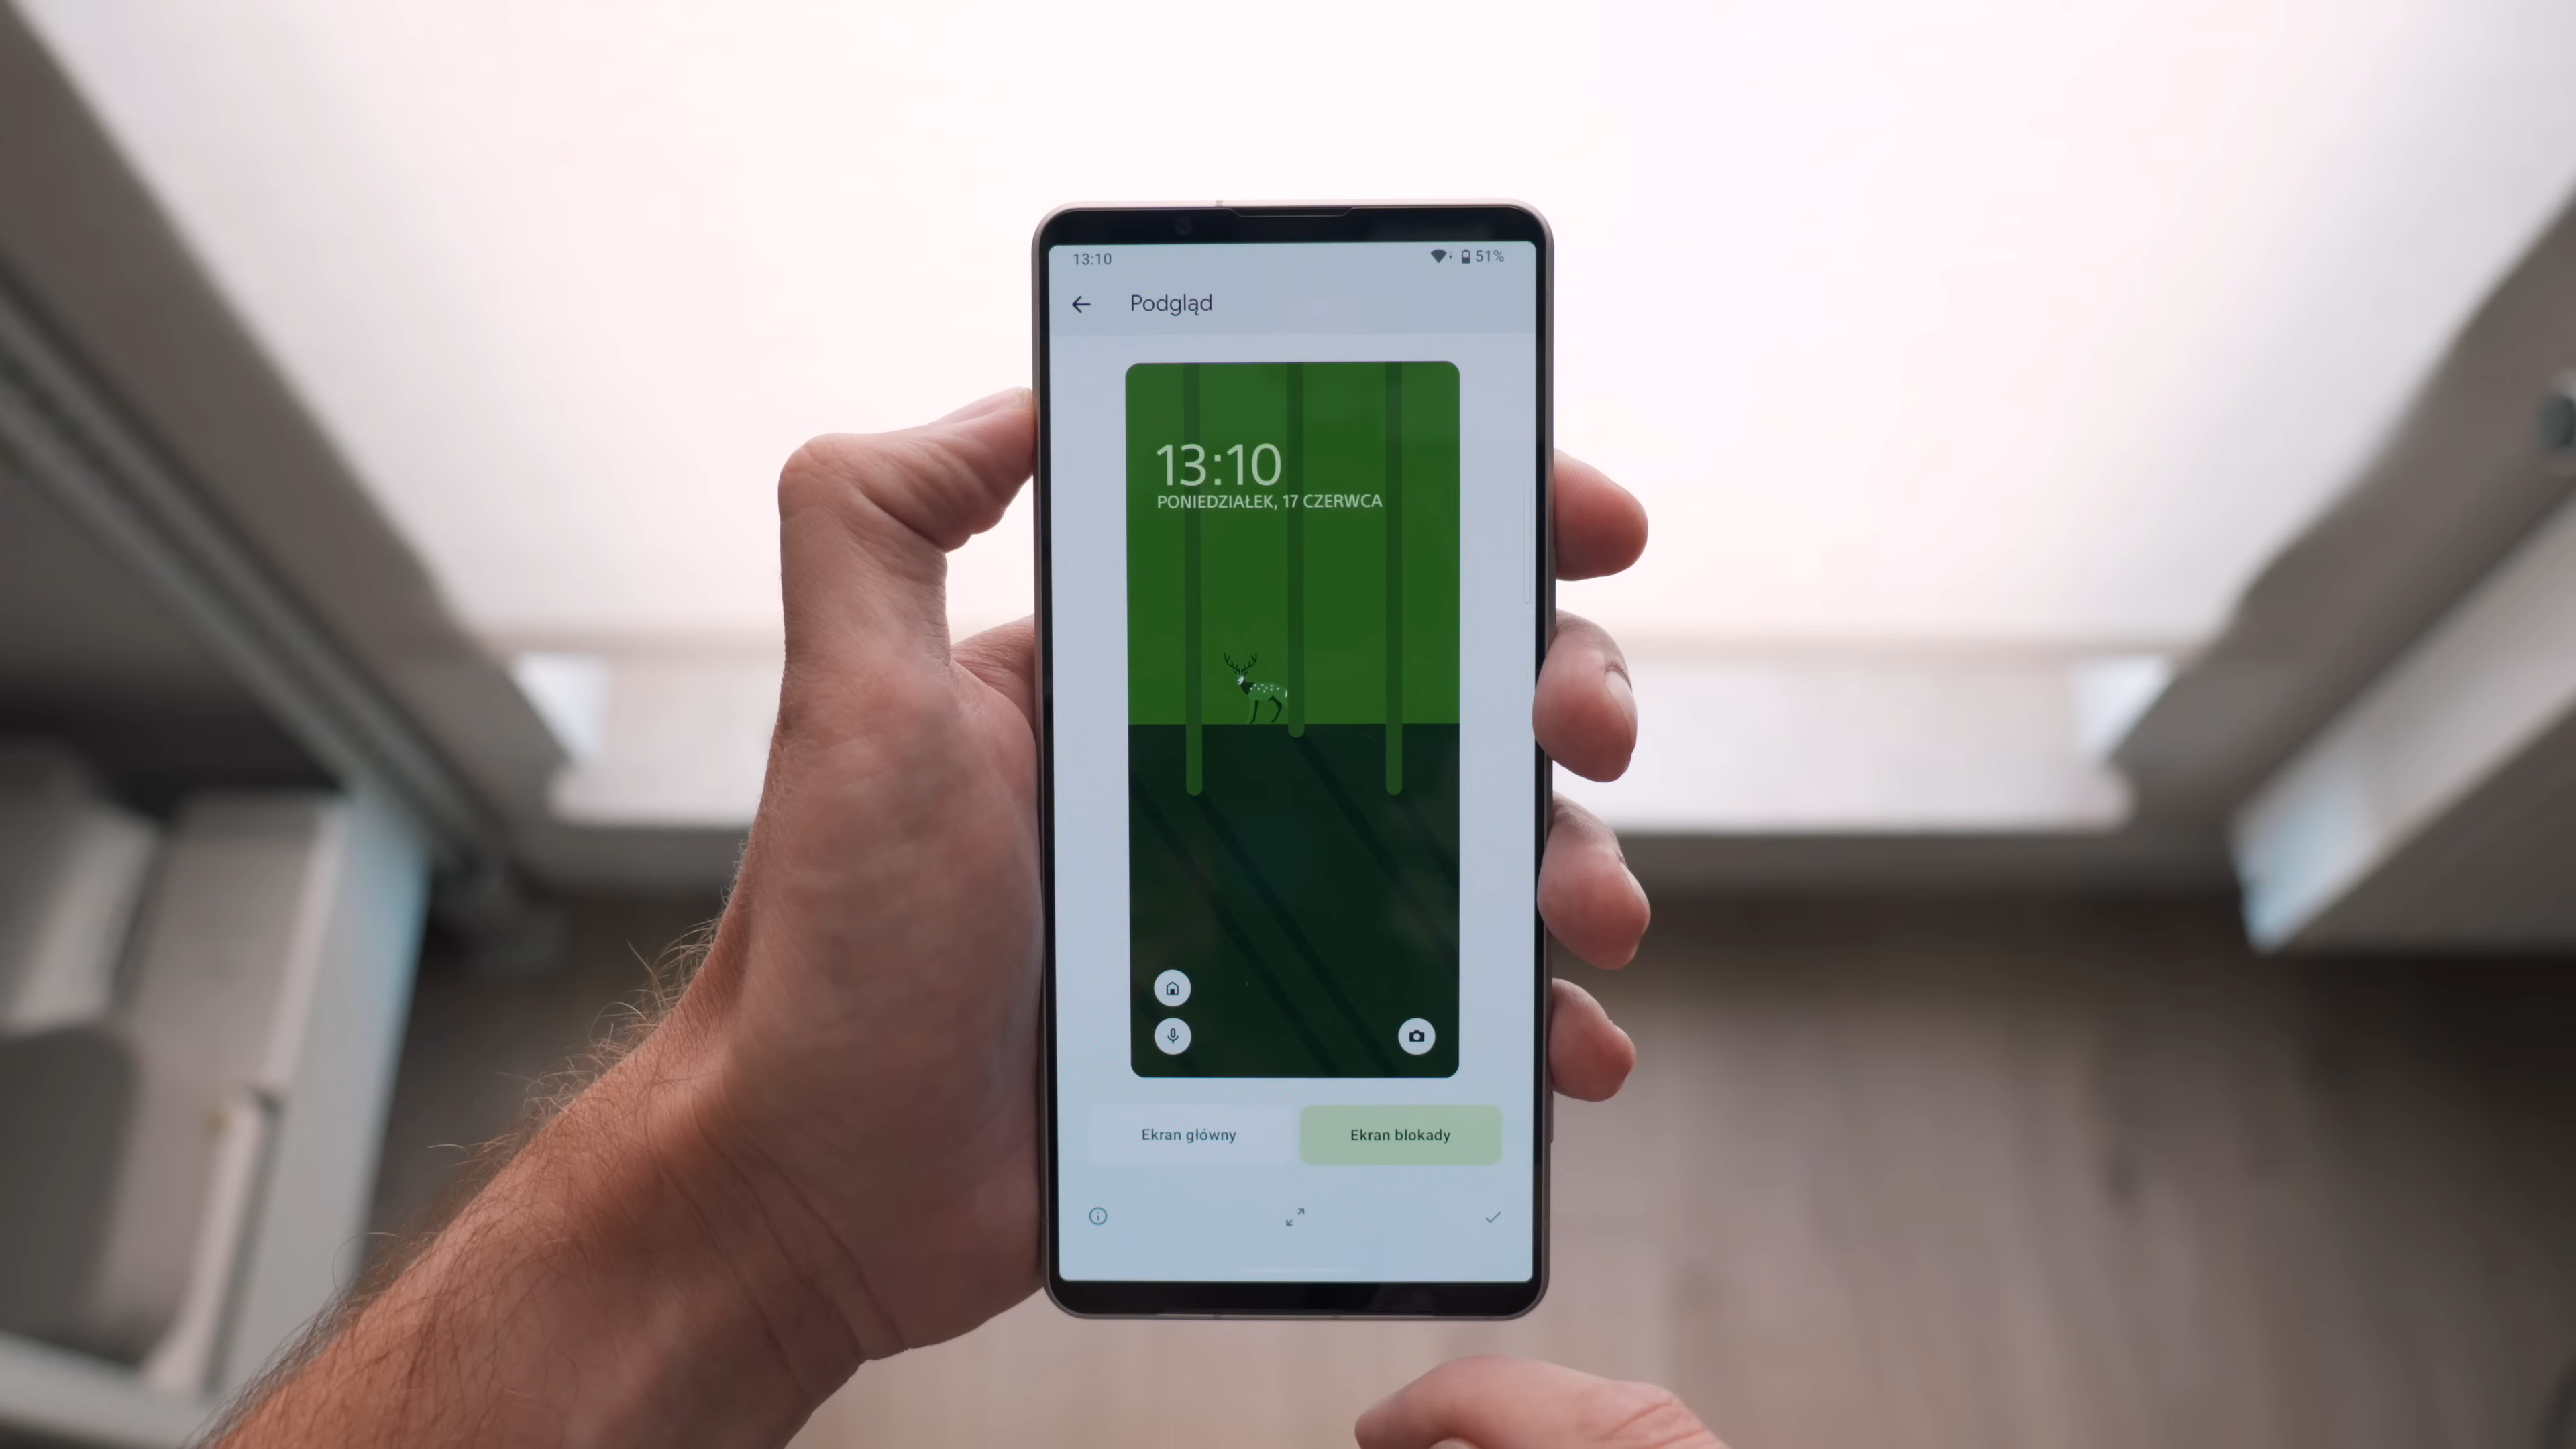 13:10
51%
Podgląd
13:10
PONIEDZIAŁEK, 17 CZERWCA
Ekran główny
Ekran blokady